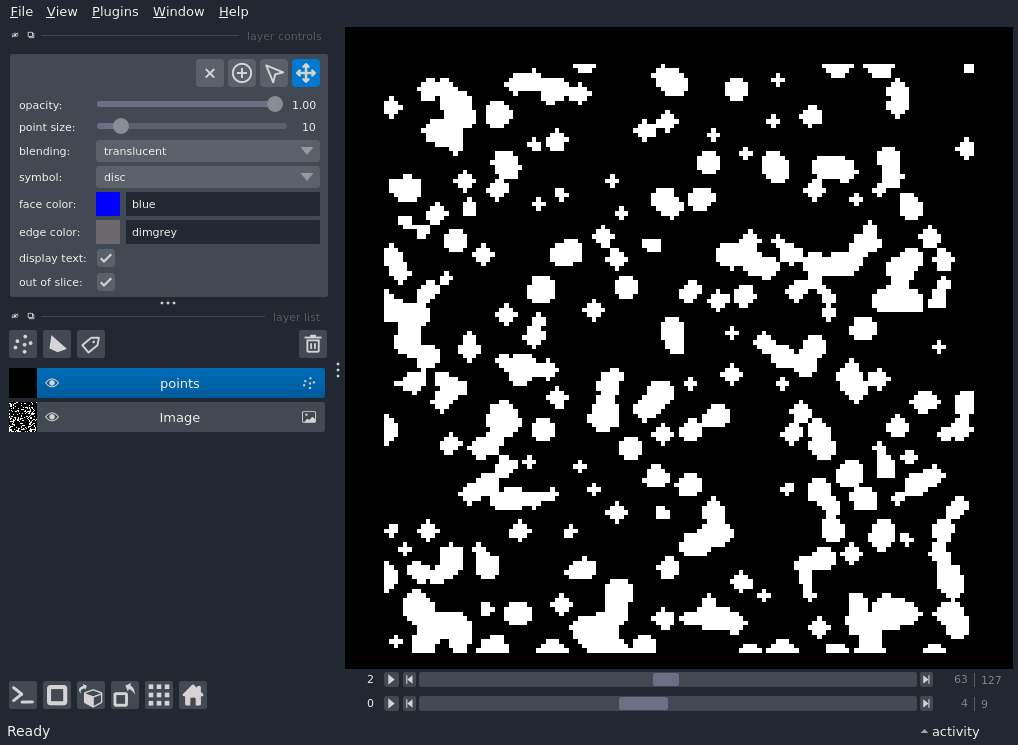 File View Plugins Window Help
layer controls
opacity: 1.00
point size: 10
blending: translucent
symbol: disc
face color: blue
edge color: dimgrey
display text:
out of slice:
layer list
points
Image
2 63 127
0 4 9
Ready activity